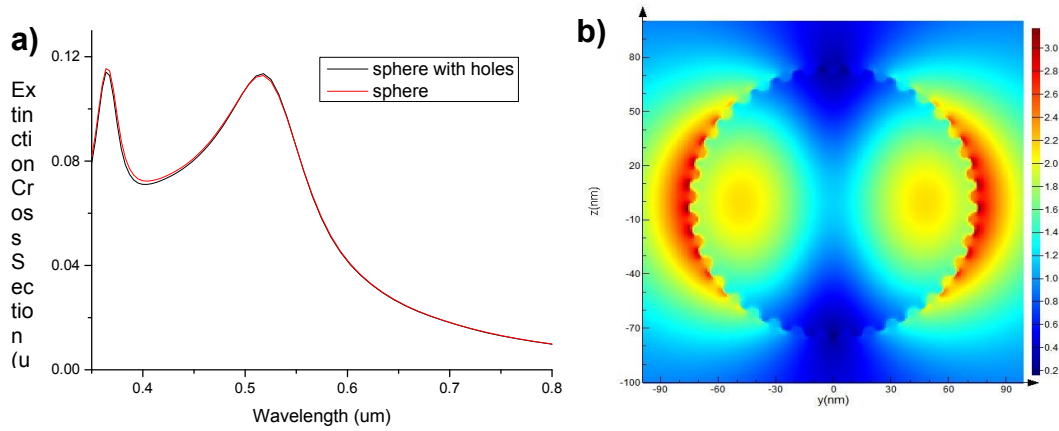 a)
0.12
0.08
0.04
0.00
Ex
tin
cti
on
Cr
os
s
S
ecti
tio
n
(u
sphere with holes
sphere
0.4
0.5
0.6
0.7
0.8
Wavelength (um)
b)
80
50
20
-10
-40
-70
-100
z(nm)
-90
-60
-30
0
30
60
90
y(nm)
3.0
2.8
2.6
2.4
2.2
2.0
1.8
1.6
1.4
1.2
1.0
0.8
0.6
0.4
0.2